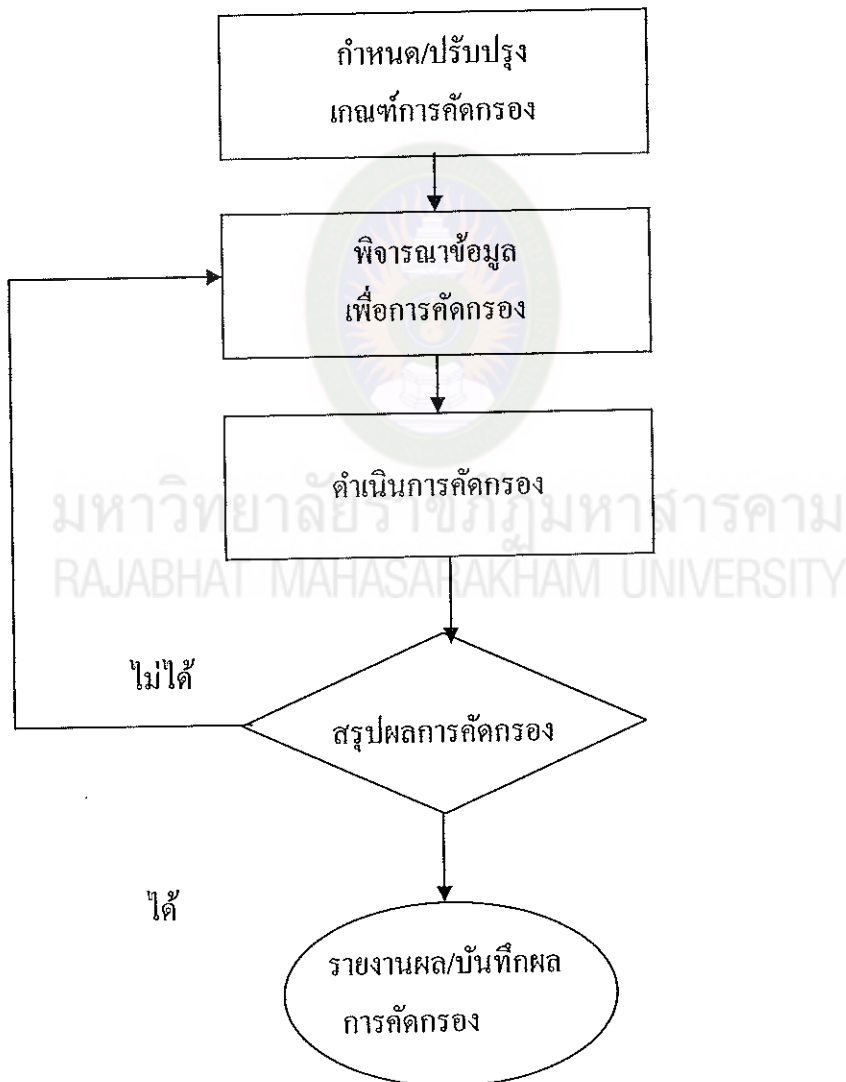 กำหนด/ปรับปรุง
เกณฑ์การคัดกรอง
พิจารณาข้อมูล
เพื่อการคัดกรอง
ดำเนินการคัดกรอง
มหาวิทยาลัยราชภัฏมหาสารคาม
RAJABHAT MAHASARAKHAM UNIVERSITY
ไม่ได้
สรุปผลการคัดกรอง
ได้
รายงานผล/บันทึกผล
การคัดกรอง